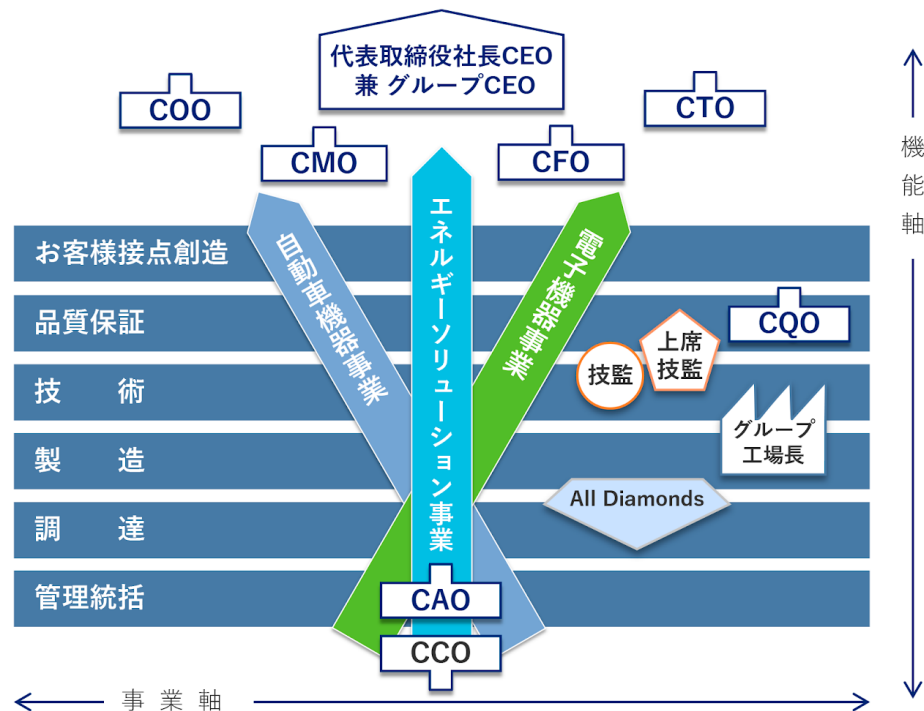 代表取締役社長CEO
兼 グループCEO
COO
CTO
CMO
CFO
機能軸
自動車機器事業
エネルギーソリューション事業
電子機器事業
お客様接点創造
品質保証
CQO
上席
技監
技監
技　術
グループ
工場長
製　造
All Diamonds
調　達
管理統括
CAO
CCO
事業軸